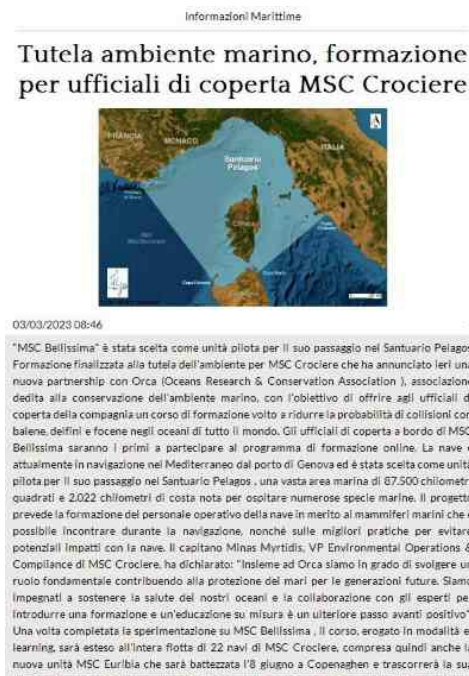 Informazioni Marittime
Tutela ambiente marino, formazione
per ufficiali di coperta MSC Crociere
FRANCIA
MONACO
ITALIA
Santuario
Pelagos
03/03/2023 08:46
"MSC Bellissima" è stata scelta come unità pilota per il suo passaggio nel Santuario Pelagos
Formazione finalizzata alla tutela dell'ambiente per MSC Crociere che ha annunciato ieri una
nuova partnership con Orca (Oceans Research & Conservation Association ), associazione
dedita alla conservazione dell'ambiente marino, con l'obiettivo di offrire agli ufficiali di
coperta della compagnia un corso di formazione volto a ridurre la probabilità di collisioni con
balene, delfini e focene negli oceani di tutto il mondo. Gli ufficiali di coperta a bordo di MSC
Bellissima saranno i primi a partecipare al programma di formazione online. La nave è
attualmente in navigazione nel Mediterraneo dal porto di Genova ed è stata scelta come unità
pilota per il suo passaggio nel Santuario Pelagos , una vasta area marina di 87.500 chilometri
quadrati e 2.022 chilometri di costa nota per ospitare numerose specie marine. Il progetto
prevede la formazione del personale operativo della nave in merito ai mammiferi marini che è
possibile incontrare durante la navigazione, nonché sulle migliori pratiche per evitare
potenziali impatti con la nave. Il capitano Minas Myrtidis, VP Environmental Operations &
Compliance di MSC Crociere, ha dichiarato: "Insieme ad Orca siamo in grado di svolgere un
ruolo fondamentale contribuendo alla protezione dei mari per le generazioni future. Siamo
impegnati a sostenere la salute dei nostri oceani e la collaborazione con gli esperti per
introdurre una formazione e un'educazione su misura è un ulteriore passo avanti positivo".
Una volta completata la sperimentazione su MSC Bellissima , il corso, erogato in modalità e-
learning, sarà esteso all'intera flotta di 22 navi di MSC Crociere, compresa quindi anche la
nuova unità MSC Euribia che sarà battezzata l'8 giugno a Copenaghen e trascorrerà la sua